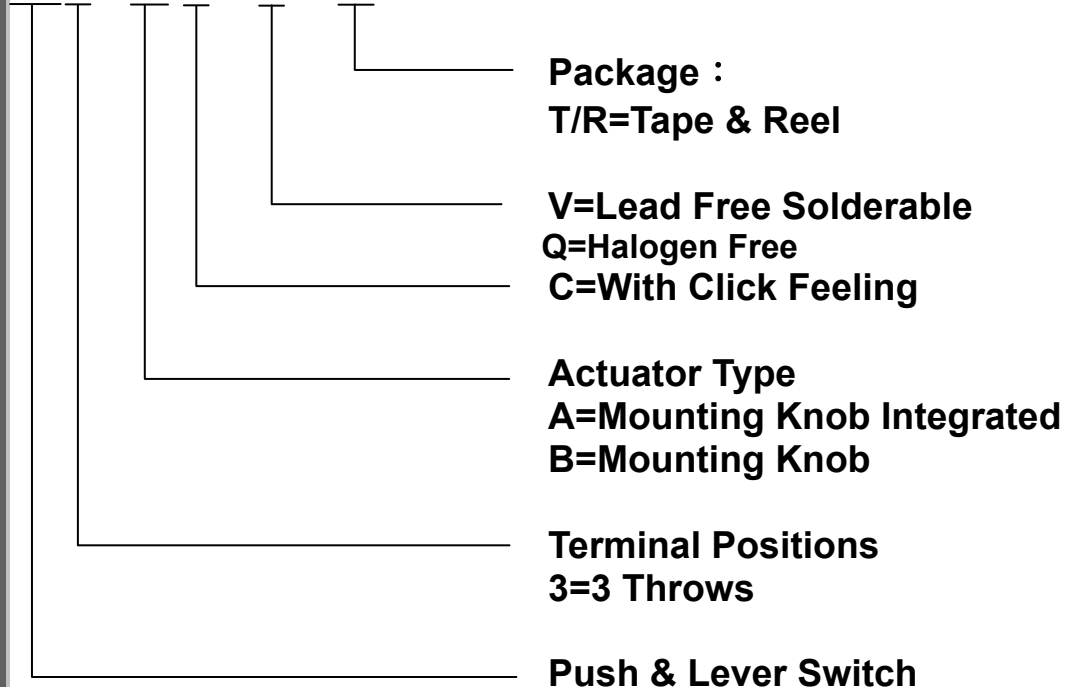 Package：
T/R=Tape & Reel
V=Lead Free Solderable
Q=Halogen Free
C=With Click Feeling
Actuator Type
A=Mounting Knob Integrated
B=Mounting Knob
Terminal Positions
3=3 Throws
Push & Lever Switch